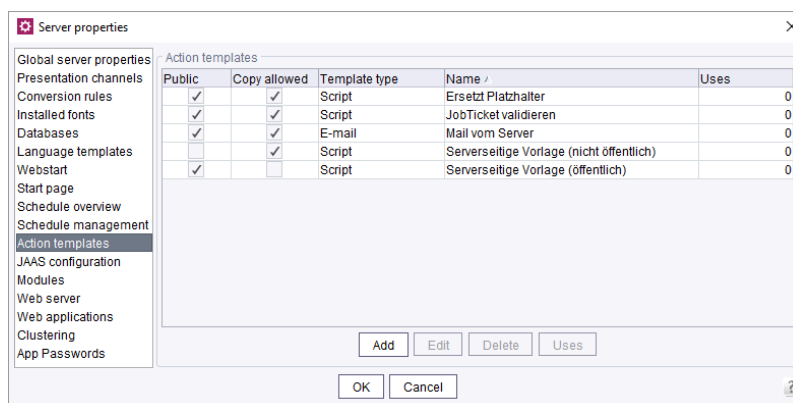 Server properties
Global server properties
Presentation channels
Conversion rules
Installed fonts
Databases
Language templates
Webstart
Start page
Schedule overview
Schedule management
Action templates
JAAS configuration
Modules
Web server
Web applications
Clustering
App Passwords
Action templates
Public Copy allowed Template type Name Uses
Script Ersetzt Platzhalter 0
Script JobTicket validieren 0
E-mail Mail vom Server 0
Script Serverseitige Vorlage (nicht öffentlich) 0
Script Serverseitige Vorlage (öffentlich) 0
Add Edit Delete Uses
OK Cancel
?